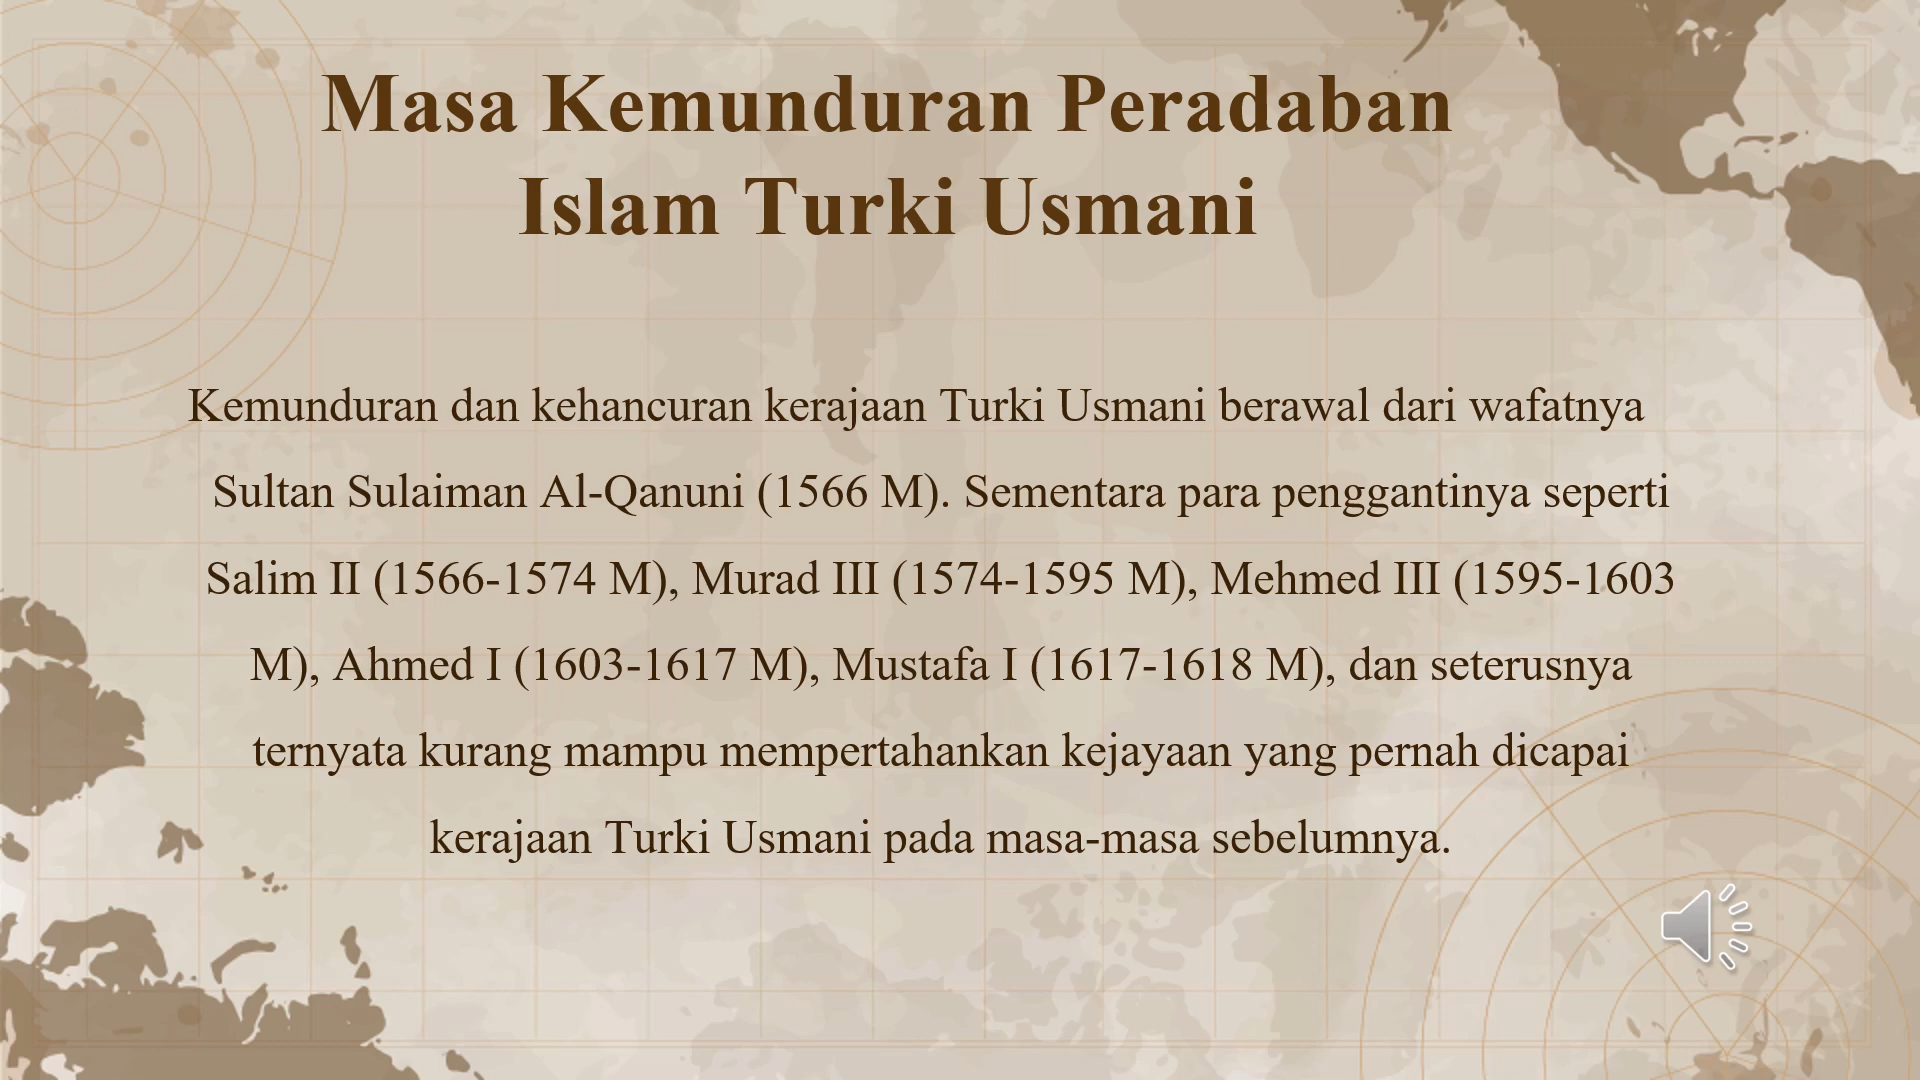 Masa Kemunduran Peradaban
Islam Turki Usmani
Kemunduran dan kehancuran kerajaan Turki Usmani berawal dari wafatnya
Sultan Sulaiman Al-Qanuni (1566 M). Sementara para penggantinya seperti
Salim II (1566-1574 M), Murad III (1574-1595 M), Mehmed III (1595-1603
M), Ahmed I (1603-1617 M), Mustafa I (1617-1618 M), dan seterusnya
ternyata kurang mampu mempertahankan kejayaan yang pernah dicapai
kerajaan Turki Usmani pada masa-masa sebelumnya.